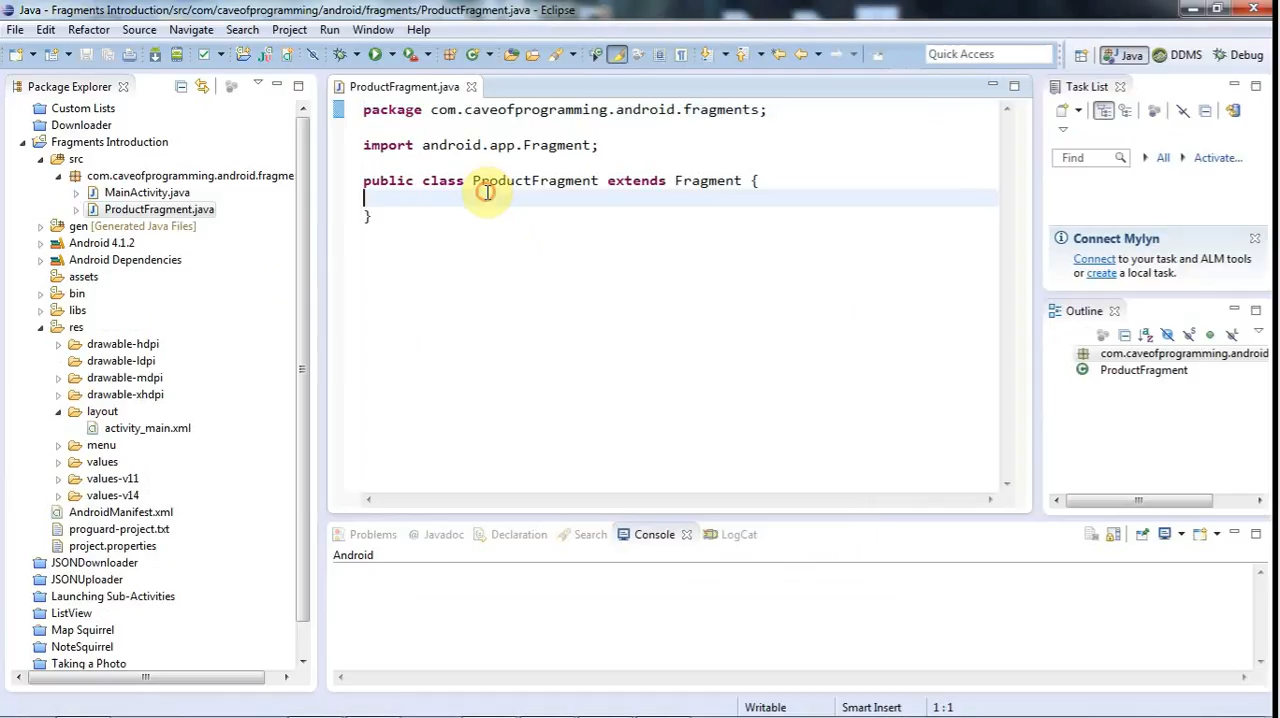 Java - Fragments Introduction/src/com/caveofprogramming/android/fragments/ProductFragment.java - Eclipse
File Edit Refactor Source Navigate Search Project Run Window Help
Quick Access
Java
DDMS
Debug
Package Explorer
Custom Lists
Downloader
Fragments Introduction
src
com.caveofprogramming.android.fragme
MainActivity.java
ProductFragment.java
gen [Generated Java Files]
Android 4.1.2
Android Dependencies
assets
bin
libs
res
drawable-hdpi
drawable-ldpi
drawable-mdpi
drawable-xhdpi
layout
activity_main.xml
menu
values
values-v11
values-v14
AndroidManifest.xml
proguard-project.txt
project.properties
JSONDownloader
JSONUploader
Launching Sub-Activities
ListView
Map Squirrel
NoteSquirrel
Taking a Photo
ProductFragment.java
package com.caveofprogramming.android.fragments;
import android.app.Fragment;
public class ProductFragment extends Fragment {
}
Task List
Find
All
Activate...
Connect Mylyn
Connect to your task and ALM tools
or create a local task.
Outline
com.caveofprogramming.android
ProductFragment
Problems
@ Javadoc
Declaration
Search
Console
LogCat
Android
Writable
Smart Insert
1 : 1